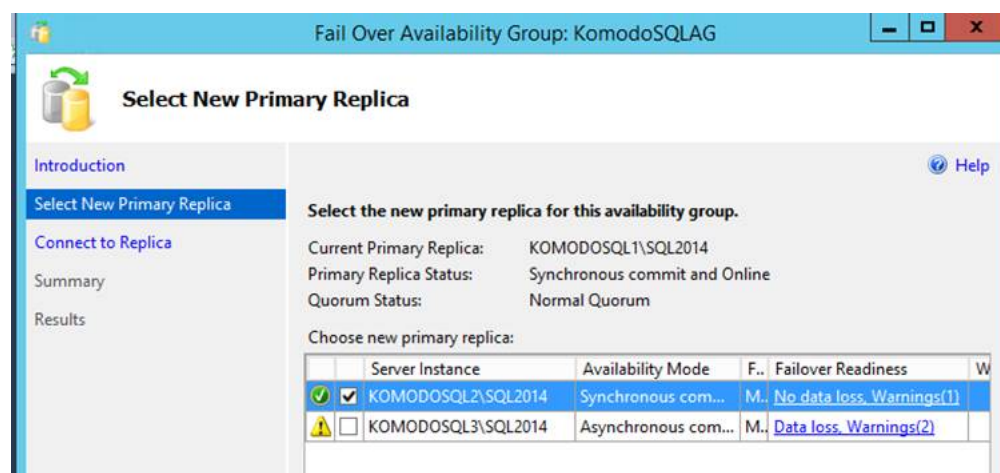 Fail Over Availability Group: KomodoSQLAG
Select New Primary Replica
Introduction
Help
Select New Primary Replica
Connect to Replica
Summary
Results
Select the new primary replica for this availability group.
Current Primary Replica: KOMODOSQL1\SQL2014
Primary Replica Status: Synchronous commit and Online
Quorum Status: Normal Quorum
Choose new primary replica:
Server Instance Availability Mode F.. Failover Readiness W
KOMODOSQL2\SQL2014 Synchronous com... M.. No data loss, Warnings(1)
KOMODOSQL3\SQL2014 Asynchronous com... M.. Data loss, Warnings(2)